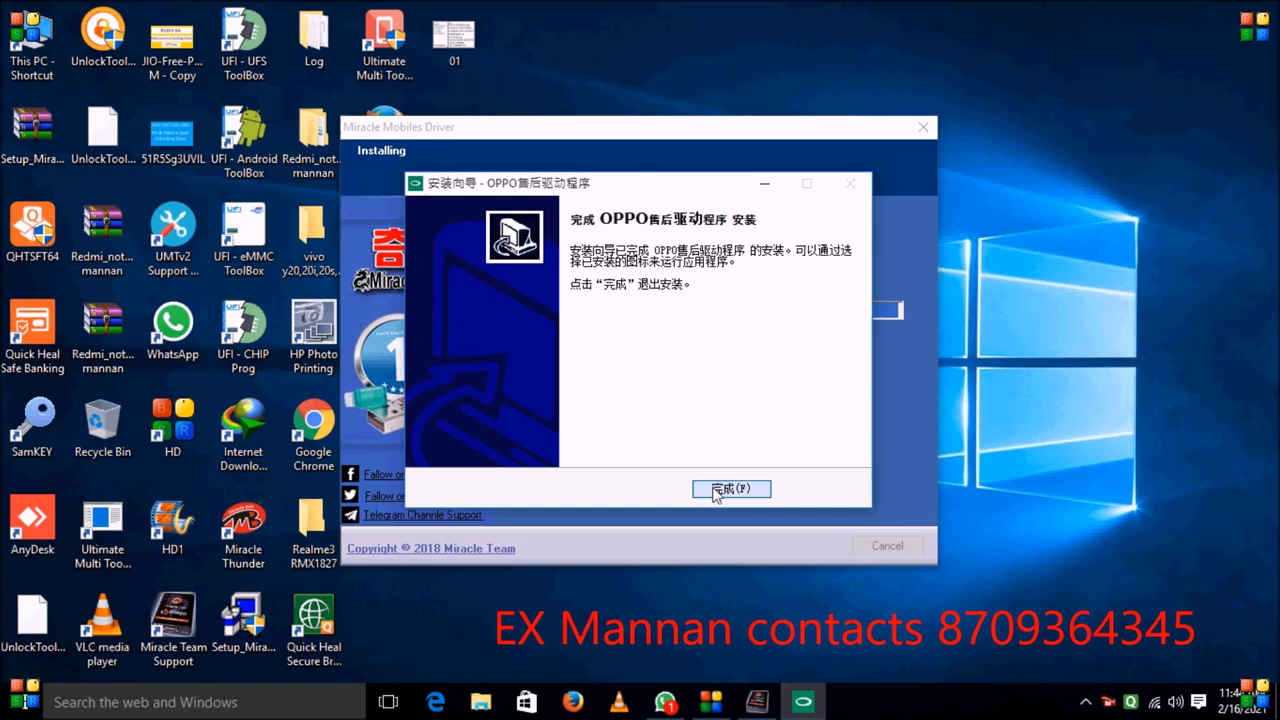 This PC -
Shortcut
UnlockTool...
JIO-Free-P...
M - Copy
UFI - UFS
ToolBox
Log
Ultimate
Multi Too...
01
Setup_Mira...
UnlockTool...
51R5Sg3UVIL
UFI - Android
ToolBox
Redmi_not...
mannan
QHTSFT64
Redmi_not...
mannan
UMTv2
Support ...
UFI - eMMC
ToolBox
vivo
y20,20i,20s,...
Quick Heal
Safe Banking
Redmi_not...
mannan
WhatsApp
UFI - CHIP
Prog
HP Photo
Printing
SamKEY
Recycle Bin
HD
Internet
Downlo...
Google
Chrome
AnyDesk
Ultimate
Multi Too...
HD1
Miracle
Thunder
Realme3
RMX1827
UnlockTool...
VLC media
player
Miracle Team
Support
Setup_Mira...
Quick Heal
Secure Br...
Miracle Mobiles Driver
Installing
安装向导 - OPPO售后驱动程序
完成 OPPO售后驱动程序 安装
安装向导已完成 OPPO售后驱动程序 的安装。可以通过选
择已安装的图标来运行应用程序。
点击“完成”退出安装。
完成(F)
Fallow on
Fallow on
Telegram Channle Support
Copyright © 2018 Miracle Team
Cancel
EX Mannan contacts 8709364345
Search the web and Windows